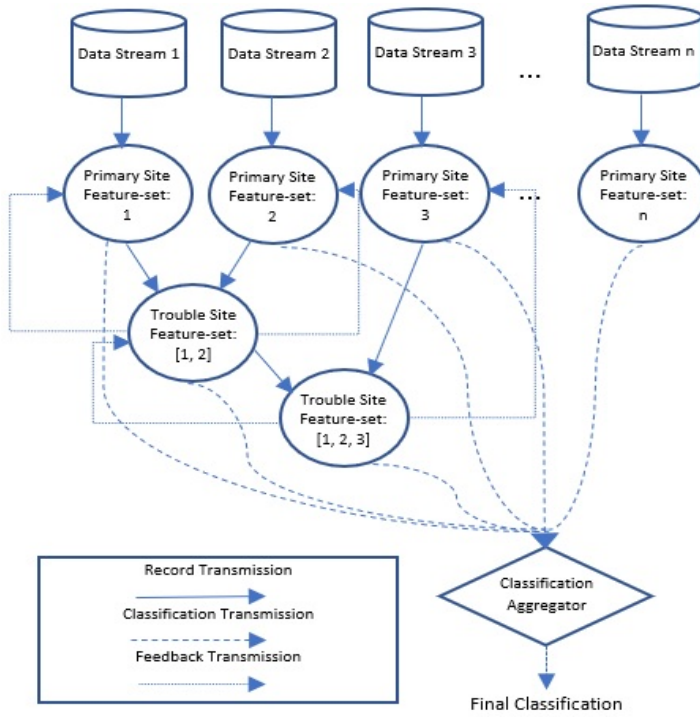 Data Stream 1
Data Stream 2
Data Stream 3
...
Data Stream n
Primary Site
Feature-set:
1
Primary Site
Feature-set:
2
Primary Site
Feature-set:
3
...
Primary Site
Feature-set:
n
Trouble Site
Feature-set:
[1, 2]
Trouble Site
Feature-set:
[1, 2, 3]
Record Transmission
Classification Transmission
Feedback Transmission
Classification
Aggregator
Final Classification